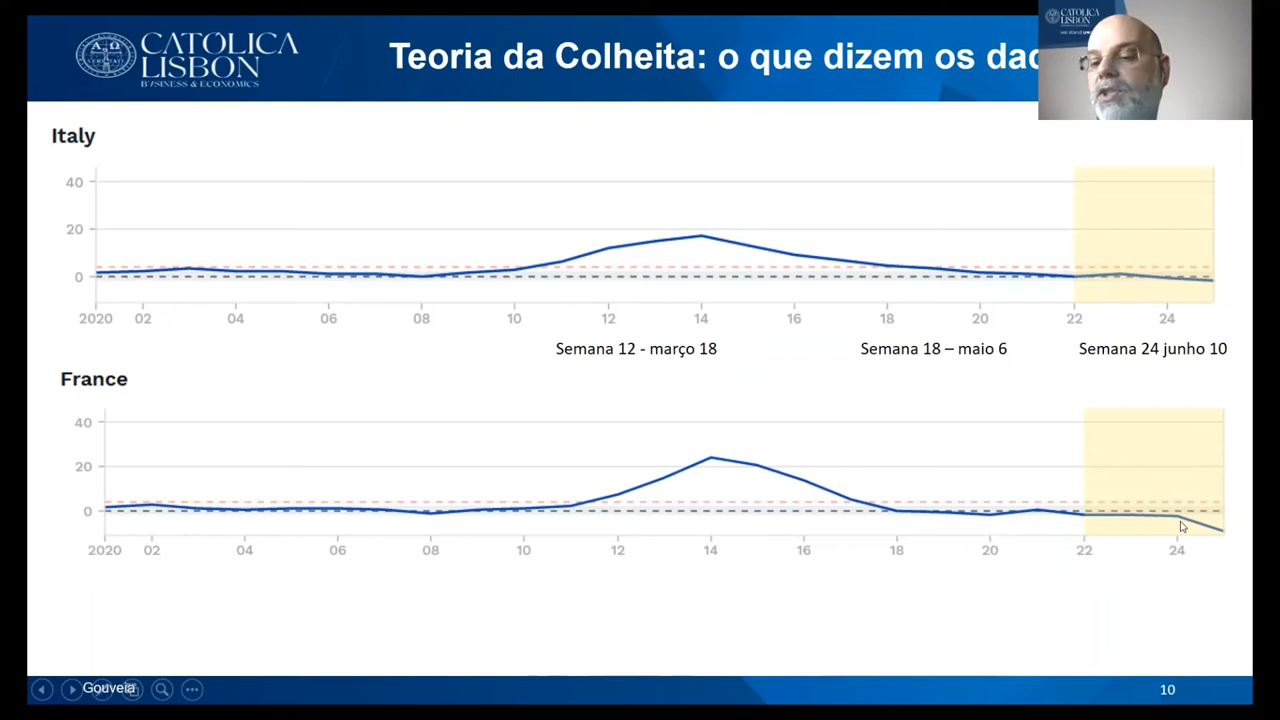 CATÓLICA
LISBON
BUSINESS & ECONOMICS
Teoria da Colheita: o que dizem os
CATÓLICA
LISBON
Italy
40
20
0
2020 02 04 06 08 10 12 14 16 18 20 22 24
Semana 12 - março 18 Semana 18 – maio 6 Semana 24 junho 10
France
40
20
0
2020 02 04 06 08 10 12 14 16 18 20 22 24
Gouveia
10